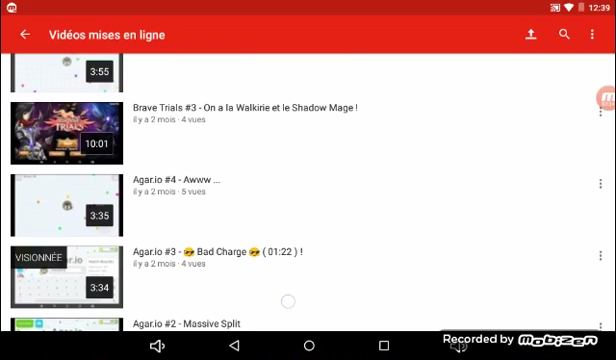 12:39
Vidéos mises en ligne
3:55
Brave Trials #3 - On a la Walkirie et le Shadow Mage !
il y a 2 mois · 4 vues
TRIALS
10:01
Agar.io #4 - Awww ...
il y a 2 mois · 5 vues
3:35
Agar.io #3 - 😎 Bad Charge 😎 ( 01:22 ) !
il y a 2 mois · 4 vues
VISIONNÉE
3:34
Agar.io #2 - Massive Split
Recorded by MOBIZEN